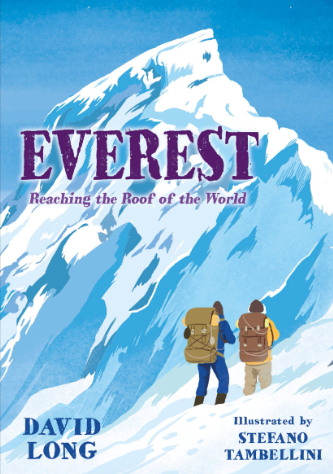 EVEREST
Reaching the Roof of the World
DAVID
LONG
Illustrated by
STEFANO
TAMBELLINI